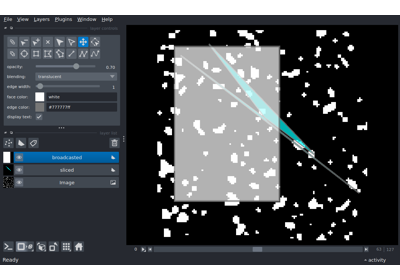 File View Layers Plugins Window Help
opacity: 0.70
blending: translucent
edge width: 1
face color: white
edge color: #777777ff
display text:
broadcasted
sliced
image
Ready
activity